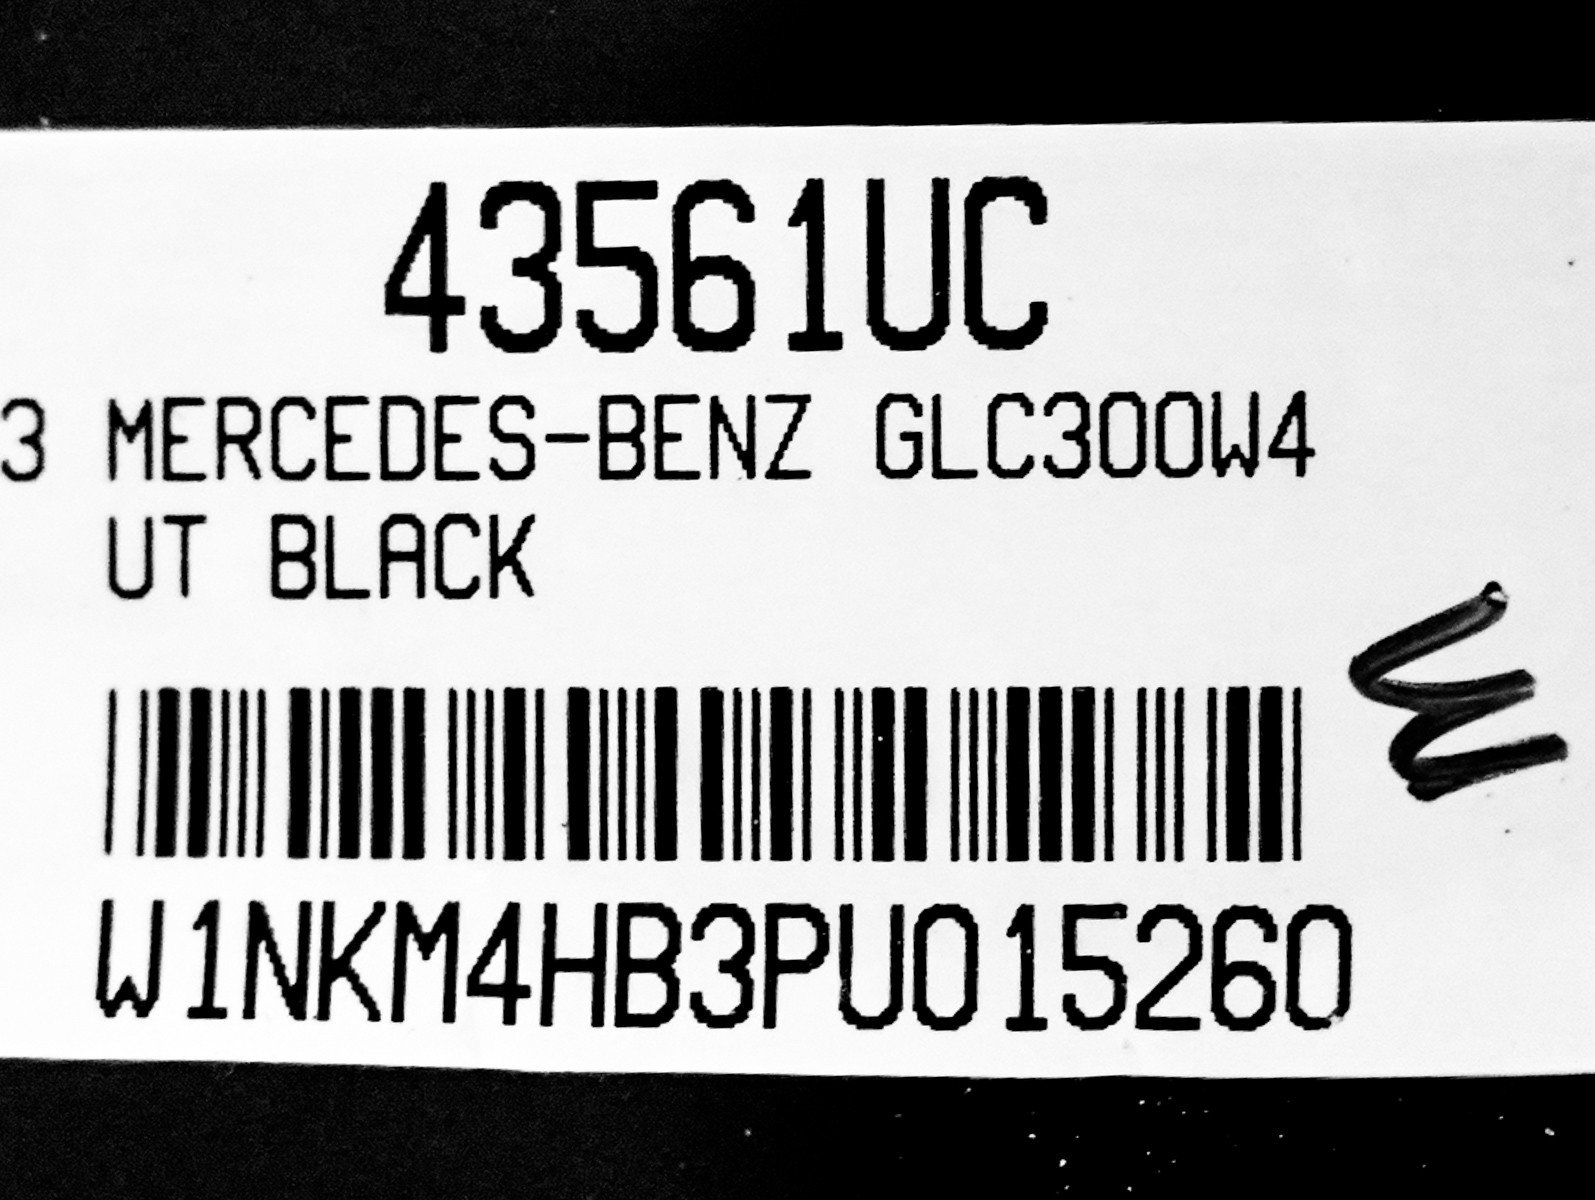 43561UC
3 MERCEDES-BENZ GLC300W4
UT BLACK
W1NKM4HB3PU015260